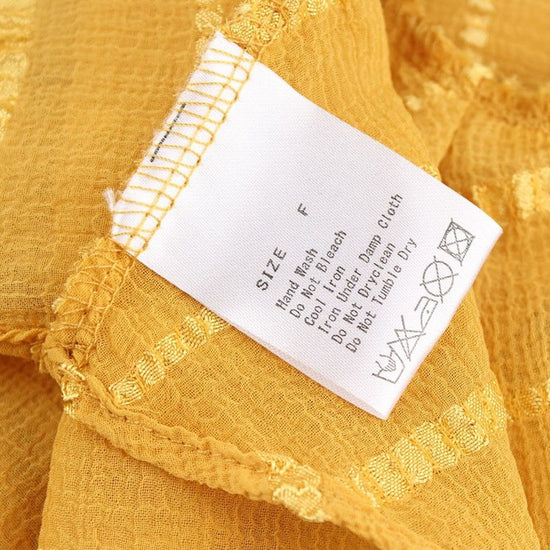 SIZE F
Hand Wash
Do Not Bleach
Cool Iron
Iron Under Damp Cloth
Do Not Dryclean
Do Not Tumble Dry